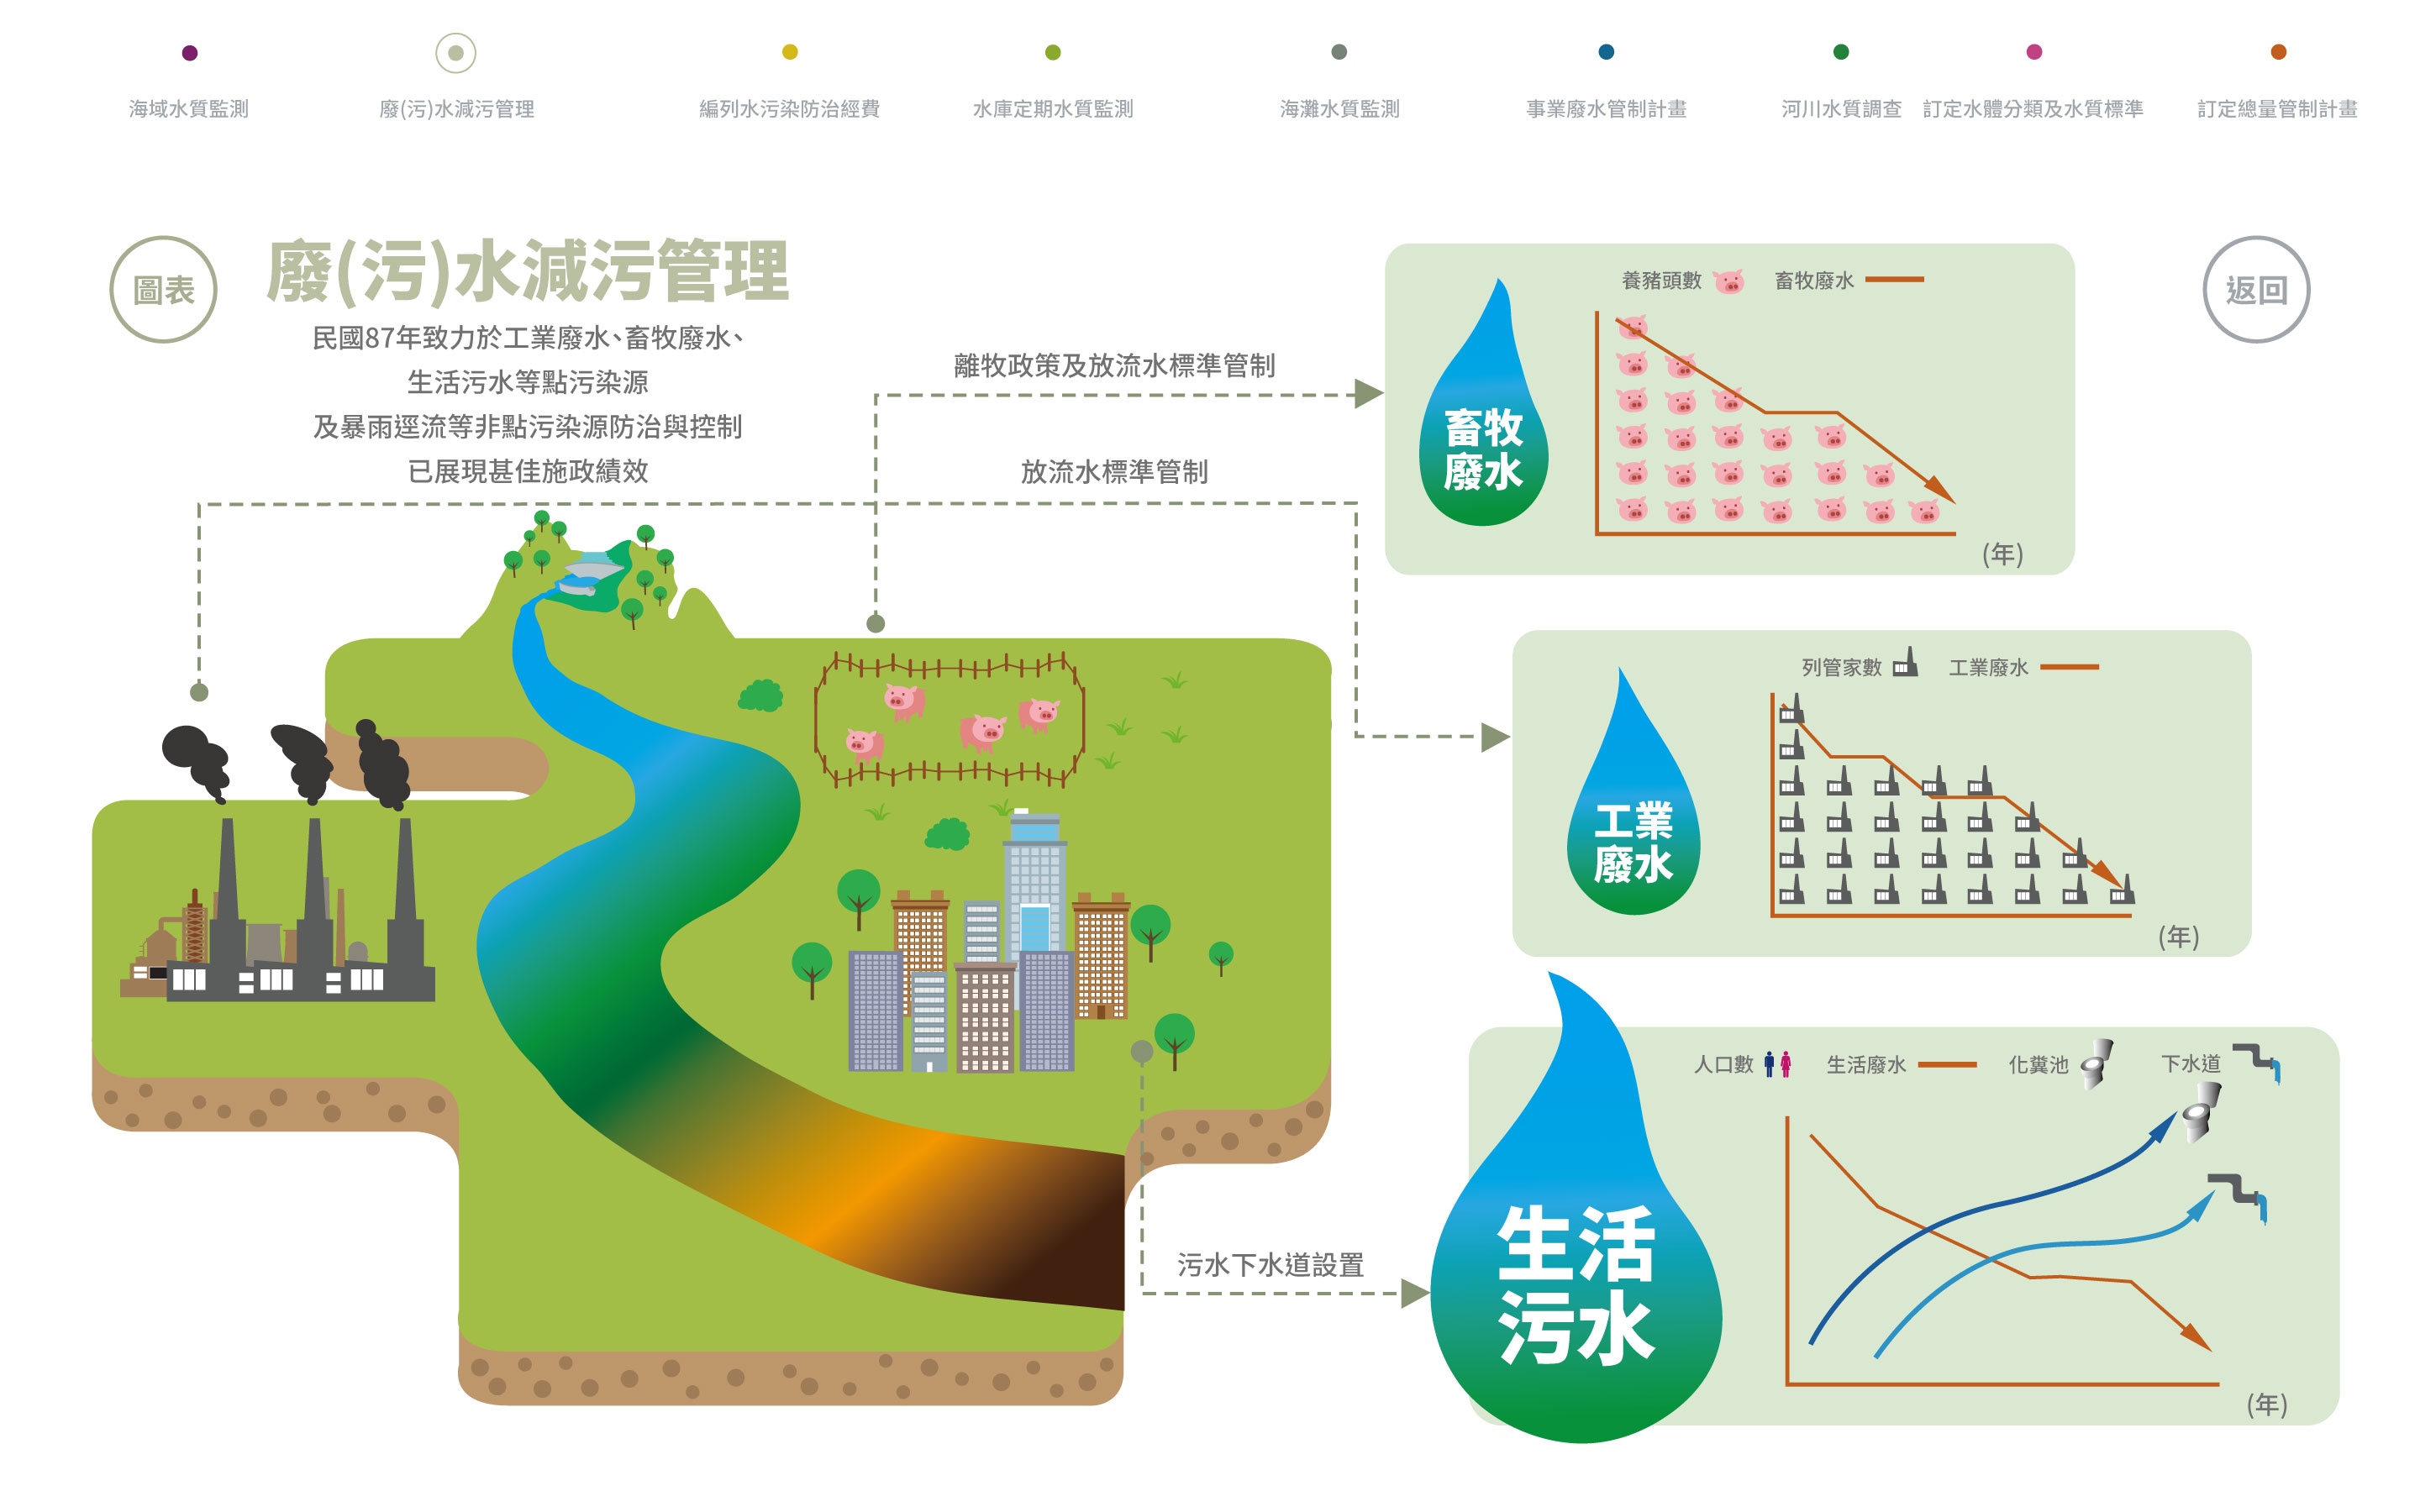 海域水質監測
廢(污)水減污管理
編列水污染防治經費
水庫定期水質監測
海灘水質監測
事業廢水管制計畫
河川水質調查
訂定水體分類及水質標準
訂定總量管制計畫
圖表
廢(污)水減污管理
返回
民國87年致力於工業廢水、畜牧廢水、
生活污水等點污染源
及暴雨逕流等非點污染源防治與控制
已展現甚佳施政績效
離牧政策及放流水標準管制
放流水標準管制
養豬頭數
畜牧廢水
畜牧
廢水
(年)
列管家數
工業廢水
工業
廢水
(年)
人口數
生活廢水
化糞池
下水道
生活
污水
污水下水道設置
(年)